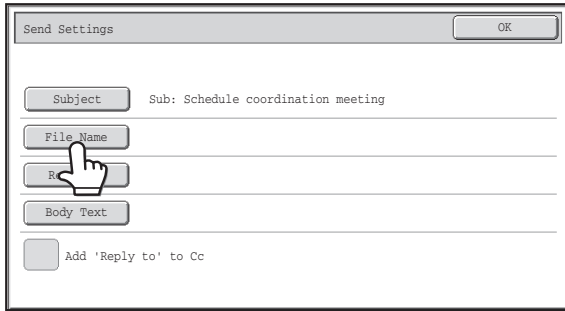 Send Settings
OK
Subject
Sub: Schedule coordination meeting
File Name
Body Text
Add 'Reply to' to Cc